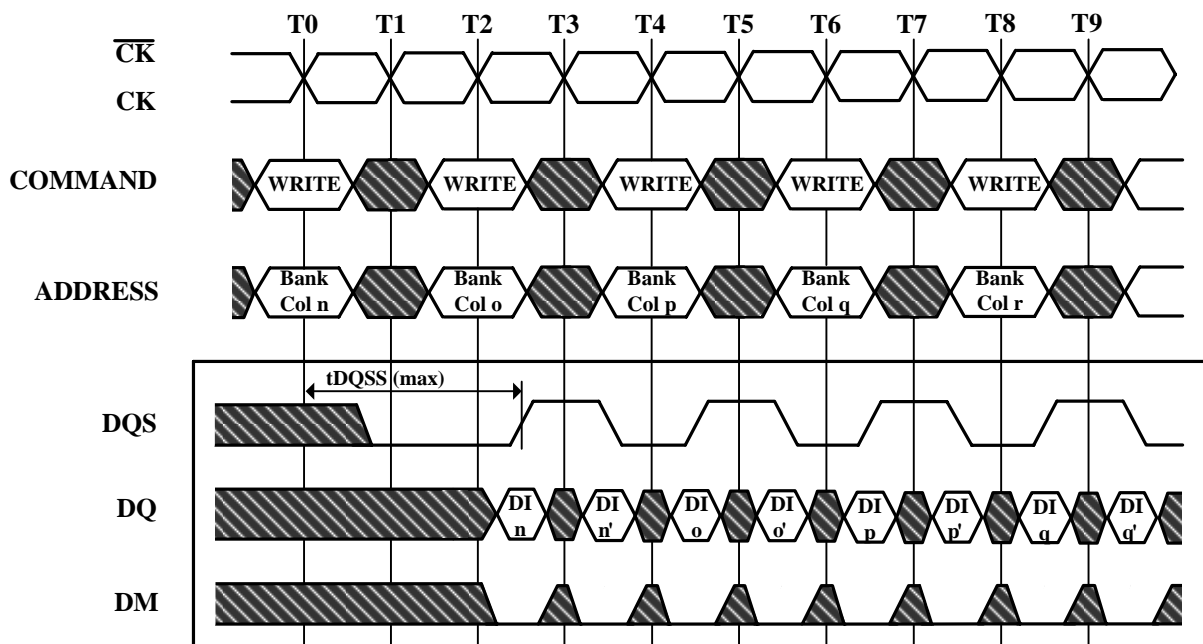 T0 T1 T2 T3 T4 T5 T6 T7 T8 T9
CK
CK
COMMAND WRITE WRITE WRITE WRITE WRITE
ADDRESS
Bank Bank Bank Bank Bank
Col n Col o Col p Col q Col r
tDQSS (max)
DQS
DQ
DI DI DI DI DI DI DI DI
n n' o o' p p' q q'
DM